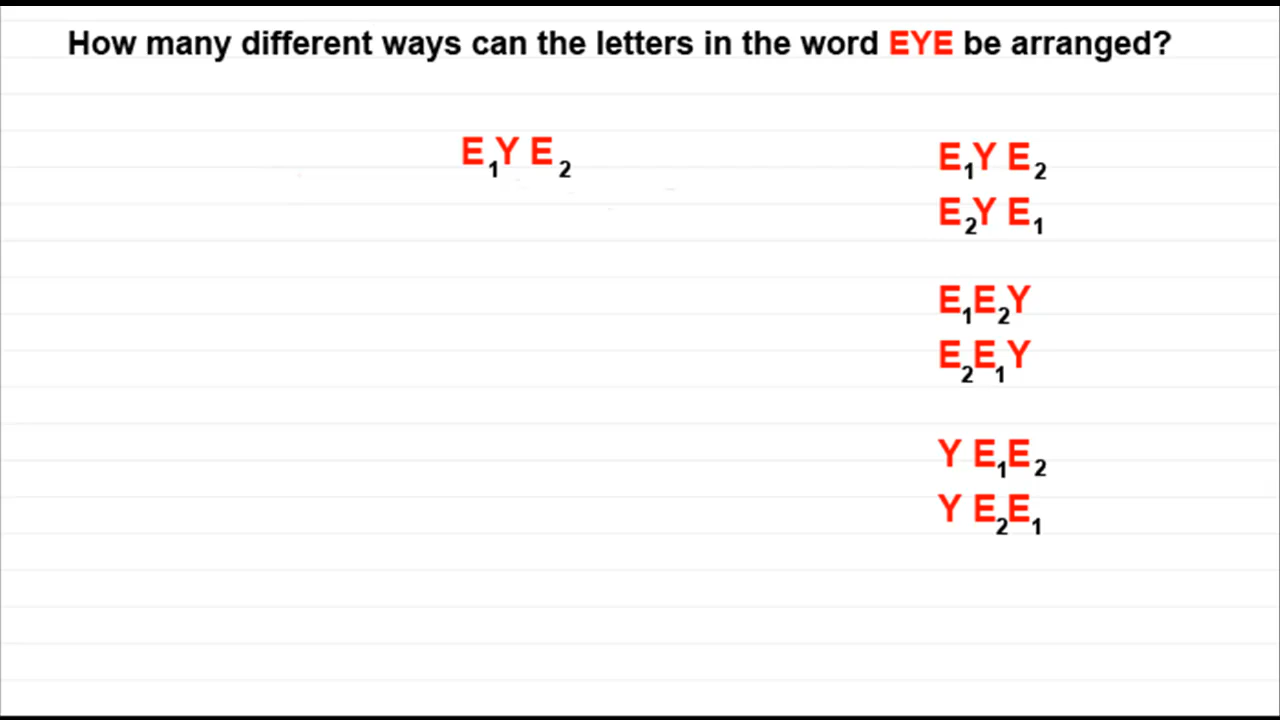 How many different ways can the letters in the word EYE be arranged?
E₁Y E₂
E₁Y E₂
E₂Y E₁
E₁E₂Y
E₂E₁Y
Y E₁E₂
Y E₂E₁